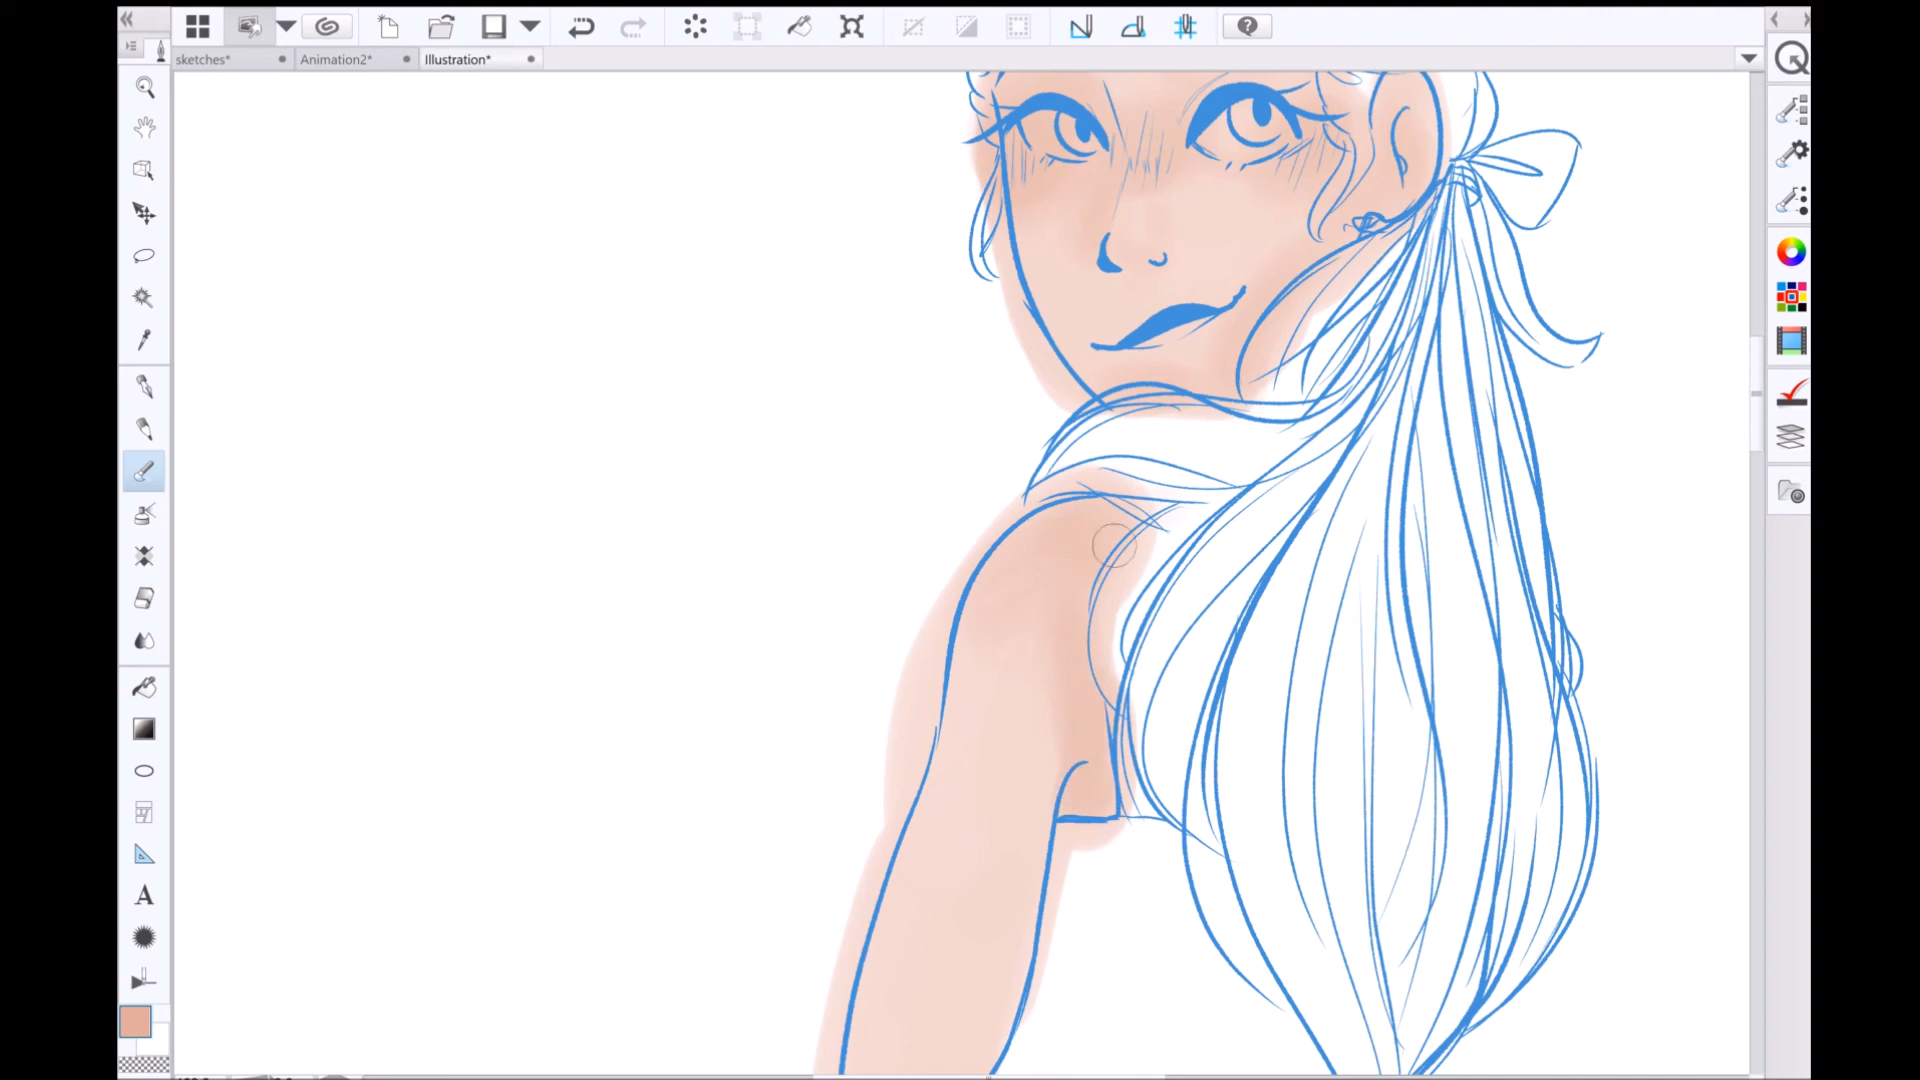 sketches*
Animation2*
Illustration*
?
A